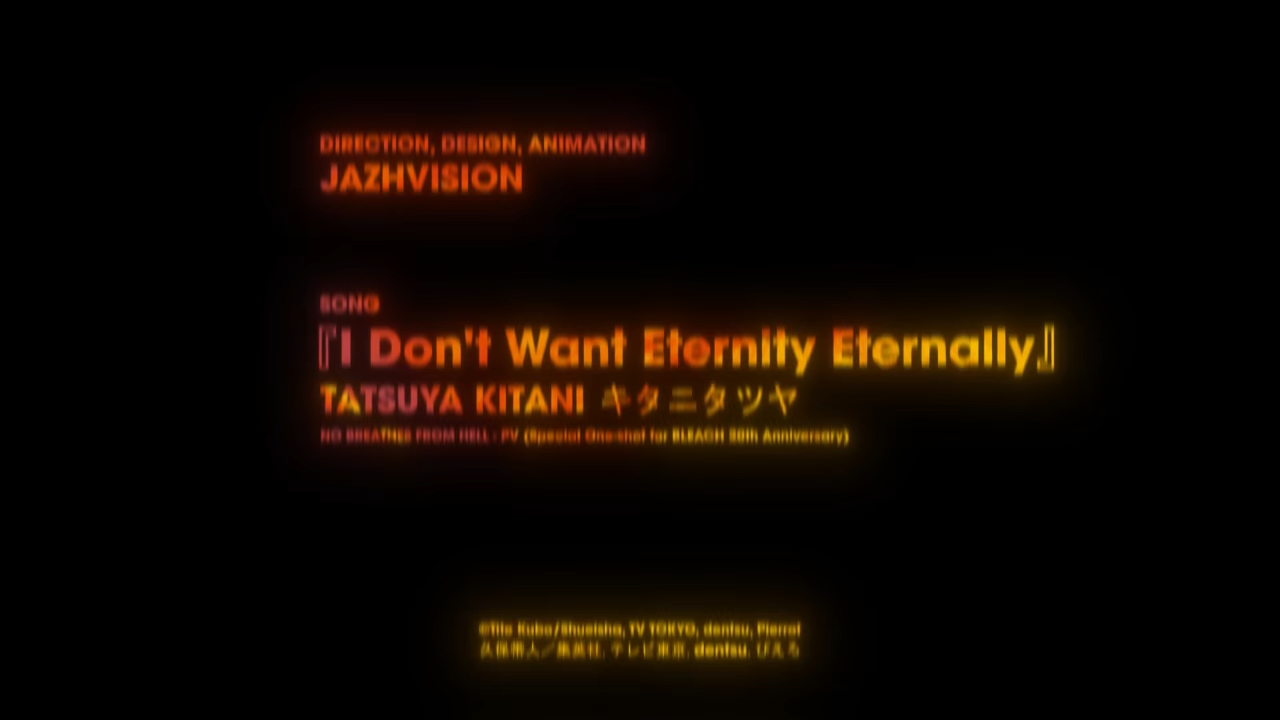 DIRECTION, DESIGN, ANIMATION
JAZHVISION
SONG
『I Don't Want Eternity Eternally』
TATSUYA KITANI キタニタツヤ
NO BREATHES FROM HELL - PV (Special One-shot for BLEACH 20th Anniversary)
©Tite Kubo/Shueisha, TV TOKYO, dentsu, Pierrot
久保帯人／集英社, テレビ東京, dentsu, ぴえろ